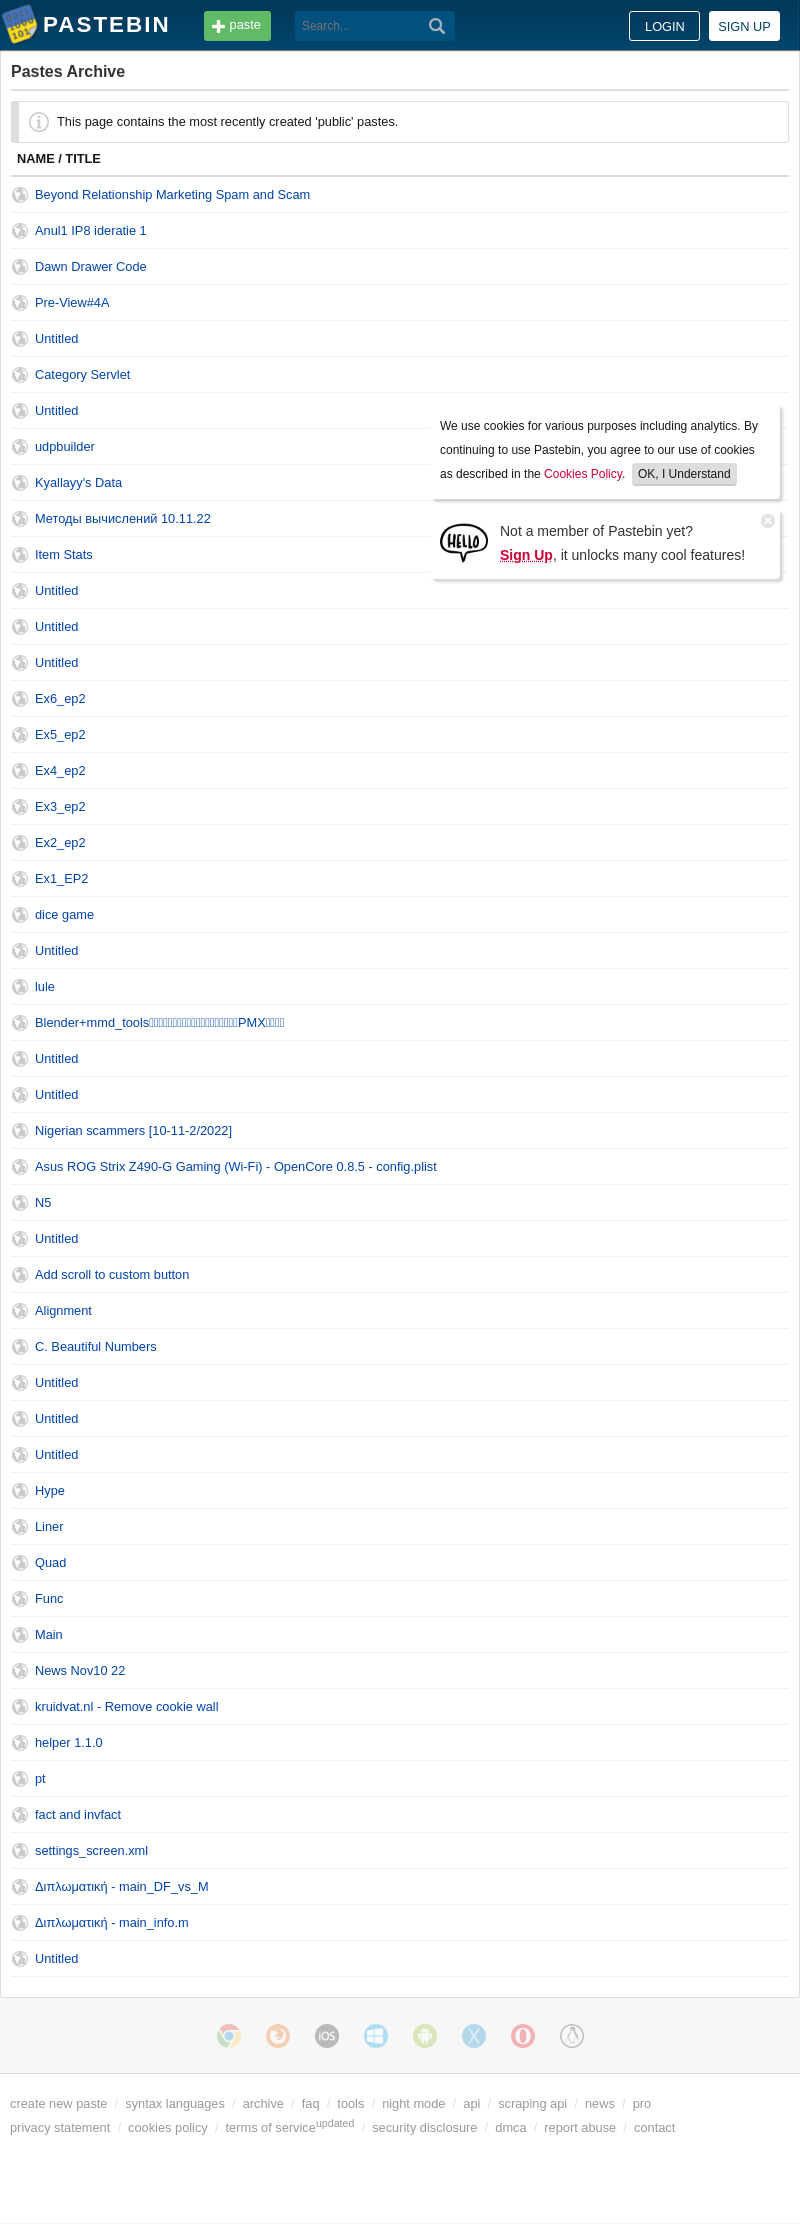 PASTEBIN
paste
Search...
LOGIN
SIGN UP
Pastes Archive
This page contains the most recently created 'public' pastes.
NAME / TITLE
Beyond Relationship Marketing Spam and Scam
Anul1 IP8 ideratie 1
Dawn Drawer Code
Pre-View#4A
Untitled
Category Servlet
Untitled
udpbuilder
Kyallayy's Data
Методы вычислений 10.11.22
Item Stats
We use cookies for various purposes including analytics. By
continuing to use Pastebin, you agree to our use of cookies
as described in the Cookies Policy. OK, I Understand
HELLO
Not a member of Pastebin yet?
Sign Up, it unlocks many cool features!
Untitled
Untitled
Untitled
Ex6_ep2
Ex5_ep2
Ex4_ep2
Ex3_ep2
Ex2_ep2
Ex1_EP2
dice game
Untitled
lule
Blender+mmd_tools PMX
Untitled
Untitled
Nigerian scammers [10-11-2/2022]
Asus ROG Strix Z490-G Gaming (Wi-Fi) - OpenCore 0.8.5 - config.plist
N5
Untitled
Add scroll to custom button
Alignment
C. Beautiful Numbers
Untitled
Untitled
Untitled
Hype
Liner
Quad
Func
Main
News Nov10 22
kruidvat.nl - Remove cookie wall
helper 1.1.0
pt
fact and invfact
settings_screen.xml
Διπλωματική - main_DF_vs_M
Διπλωματική - main_info.m
Untitled
iOS
create new paste / syntax languages / archive / faq / tools / night mode / api / scraping api / news / pro
privacy statement / cookies policy / terms of serviceupdated / security disclosure / dmca / report abuse / contact